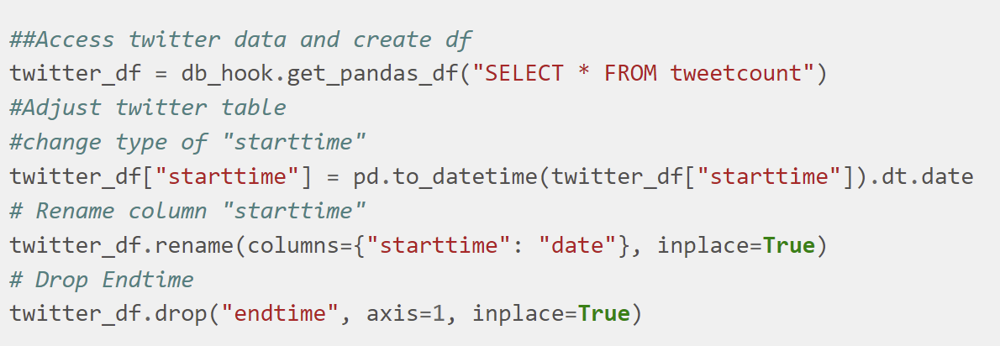 ##Access twitter data and create df
twitter_df = db_hook.get_pandas_df("SELECT * FROM tweetcount")
#Adjust twitter table
#change type of "starttime"
twitter_df["starttime"] = pd.to_datetime(twitter_df["starttime"]).dt.date
# Rename column "starttime"
twitter_df.rename(columns={"starttime": "date"}, inplace=True)
# Drop Endtime
twitter_df.drop("endtime", axis=1, inplace=True)